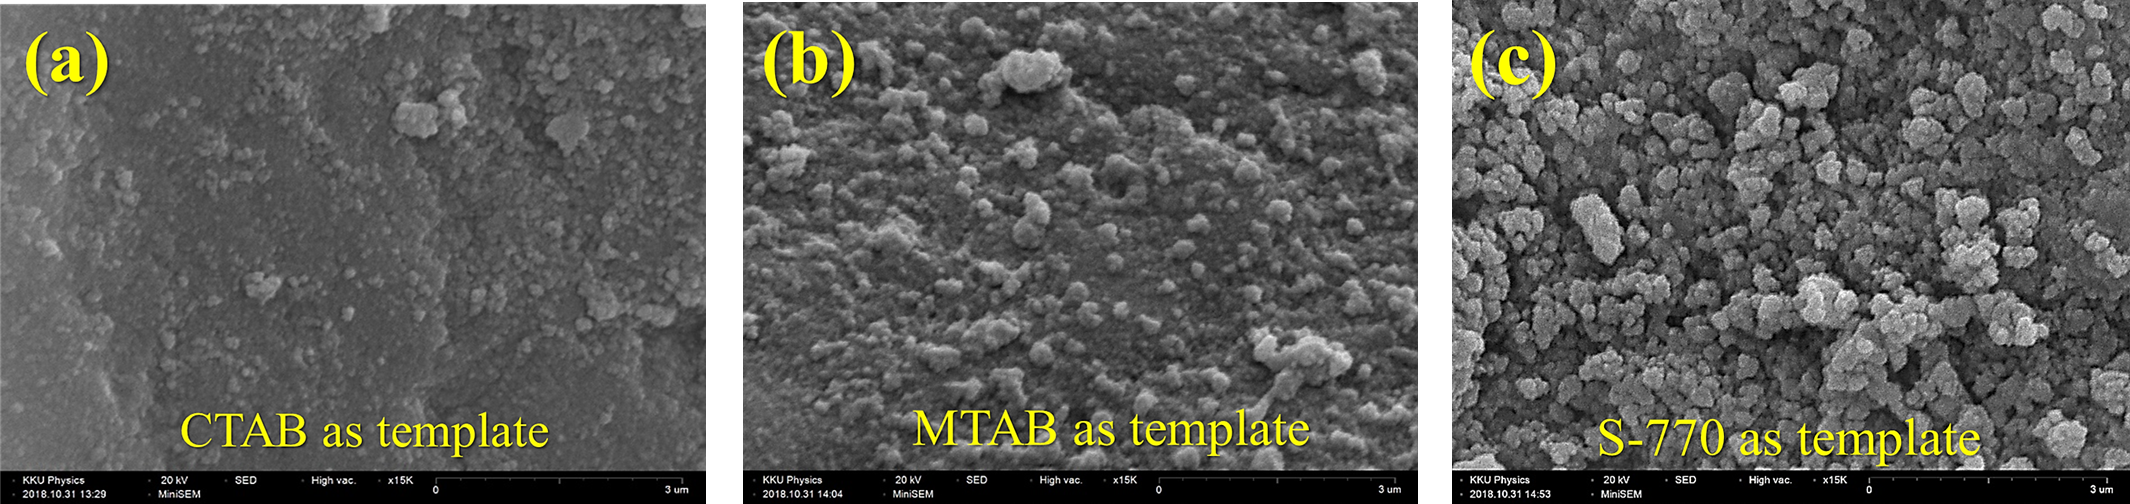 (a)
CTAB as template
KKU Physics 20 kV SED High vac. x15K
2018.10.31 13:29 MiniSEM 0 3 um
(b)
MTAB as template
KKU Physics 20 kV SED High vac. x15K
2018.10.31 14:04 MiniSEM 0 3 um
(c)
S-770 as template
KKU Physics 20 kV SED High vac. x15K
2018.10.31 14:53 MiniSEM 0 3 um